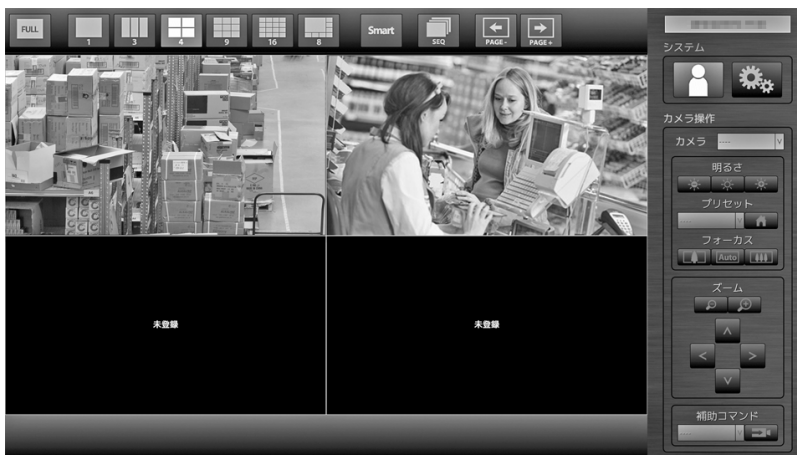 FULL
1
3
4
9
16
8
Smart
SEQ
PAGE-
PAGE+
システム
カメラ操作
カメラ ----
明るさ
プリセット
----
フォーカス
Auto
ズーム
未登録
未登録
補助コマンド
----